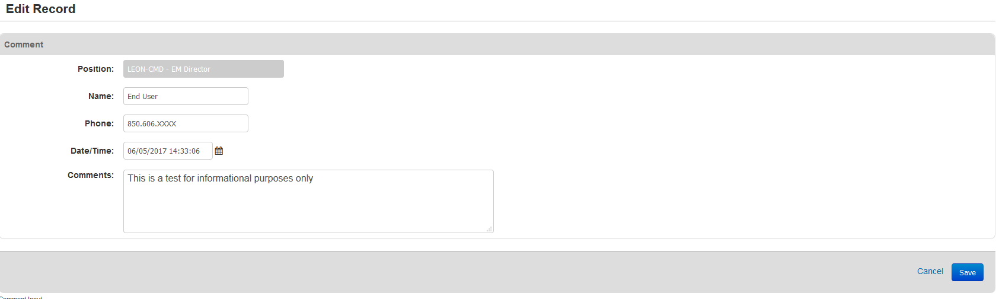 Edit Record
Comment
Position: LEON-CMD - EM Director
Name: End User
Phone: 850.606.XXXX
Date/Time: 06/05/2017 14:33:06
Comments: This is a test for informational purposes only
Cancel Save
Comment Input